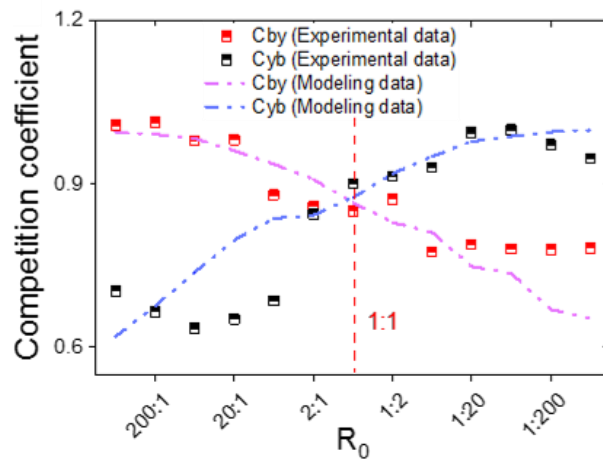 1.2
0.9
0.6
Competition coefficient
Cby (Experimental data)
Cyb (Experimental data)
Cby (Modeling data)
Cyb (Modeling data)
1:1
200:1
20:1
2:1
1:2
1:20
1:200
R0